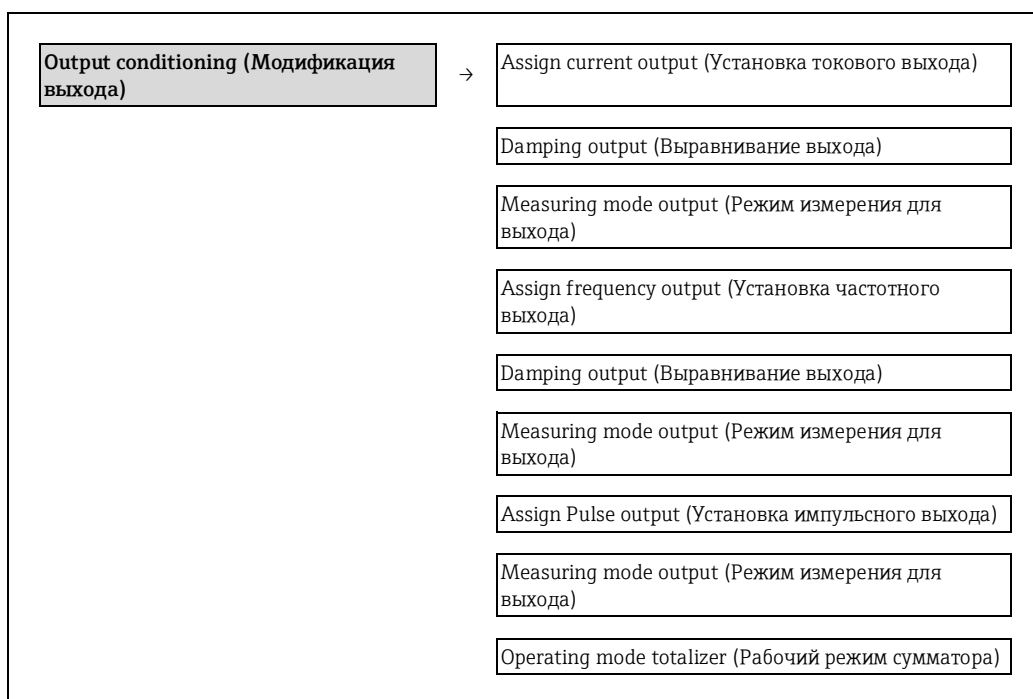 Output conditioning (Модификация
выхода)
→
Assign current output (Установка токового выхода)
Damping output (Выравнивание выхода)
Measuring mode output (Режим измерения для
выхода)
Assign frequency output (Установка частотного
выхода)
Damping output (Выравнивание выхода)
Measuring mode output (Режим измерения для
выхода)
Assign Pulse output (Установка импульсного выхода)
Measuring mode output (Режим измерения для
выхода)
Operating mode totalizer (Рабочий режим сумматора)